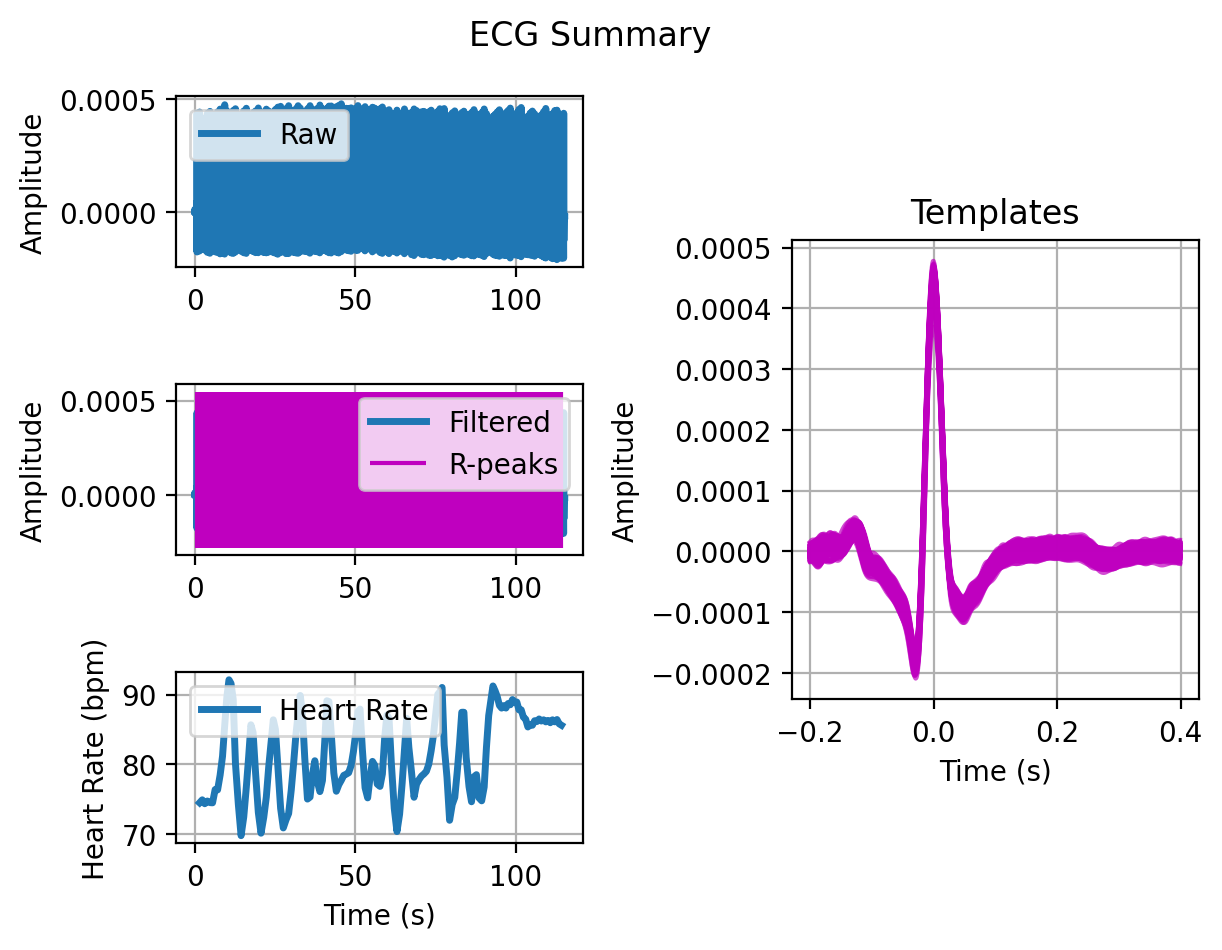 ECG Summary
Amplitude
0.0005
0.0000
Raw
0
50
100
Amplitude
0.0005
0.0000
Filtered
R-peaks
0
50
100
Heart Rate (bpm)
90
80
70
Heart Rate
0
50
100
Time (s)
Templates
Amplitude
0.0005
0.0004
0.0003
0.0002
0.0001
0.0000
−0.0001
−0.0002
−0.2
0.0
0.2
0.4
Time (s)